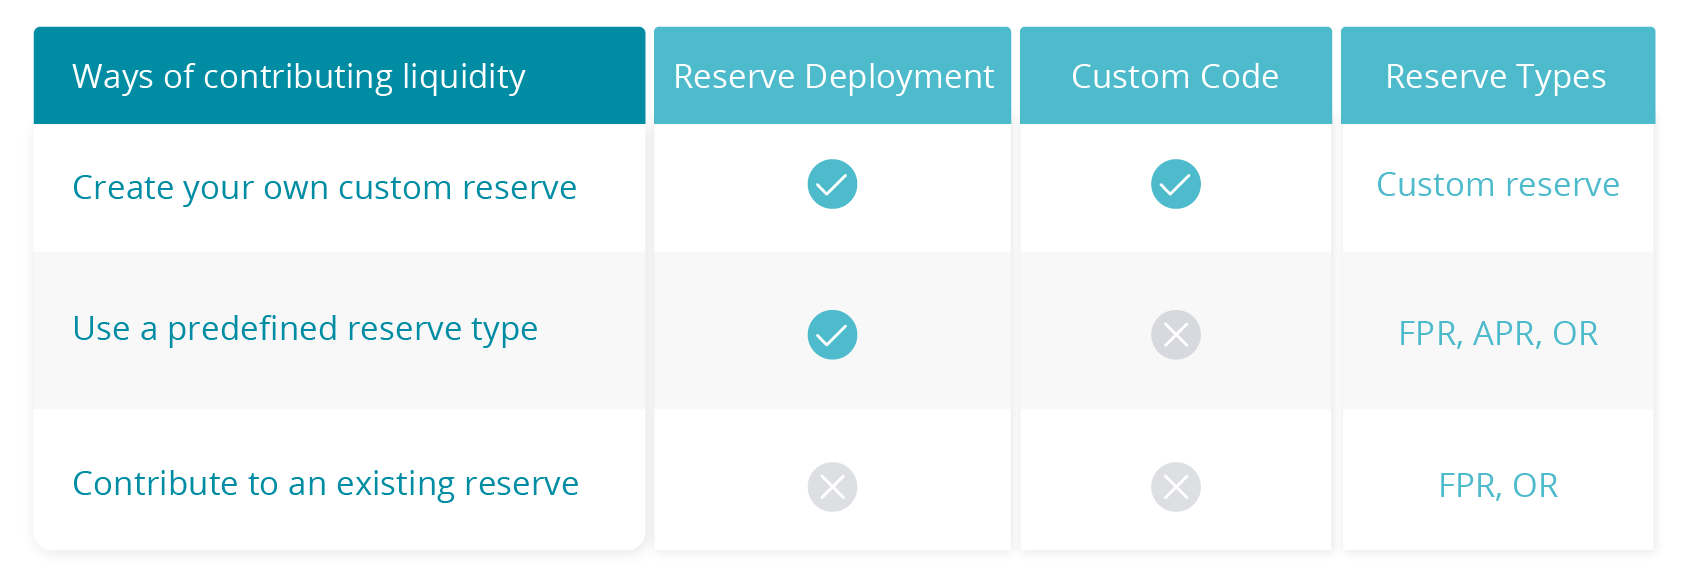 Ways of contributing liquidity
Reserve Deployment
Custom Code
Reserve Types
Create your own custom reserve
Custom reserve
Use a predefined reserve type
FPR, APR, OR
Contribute to an existing reserve
FPR, OR